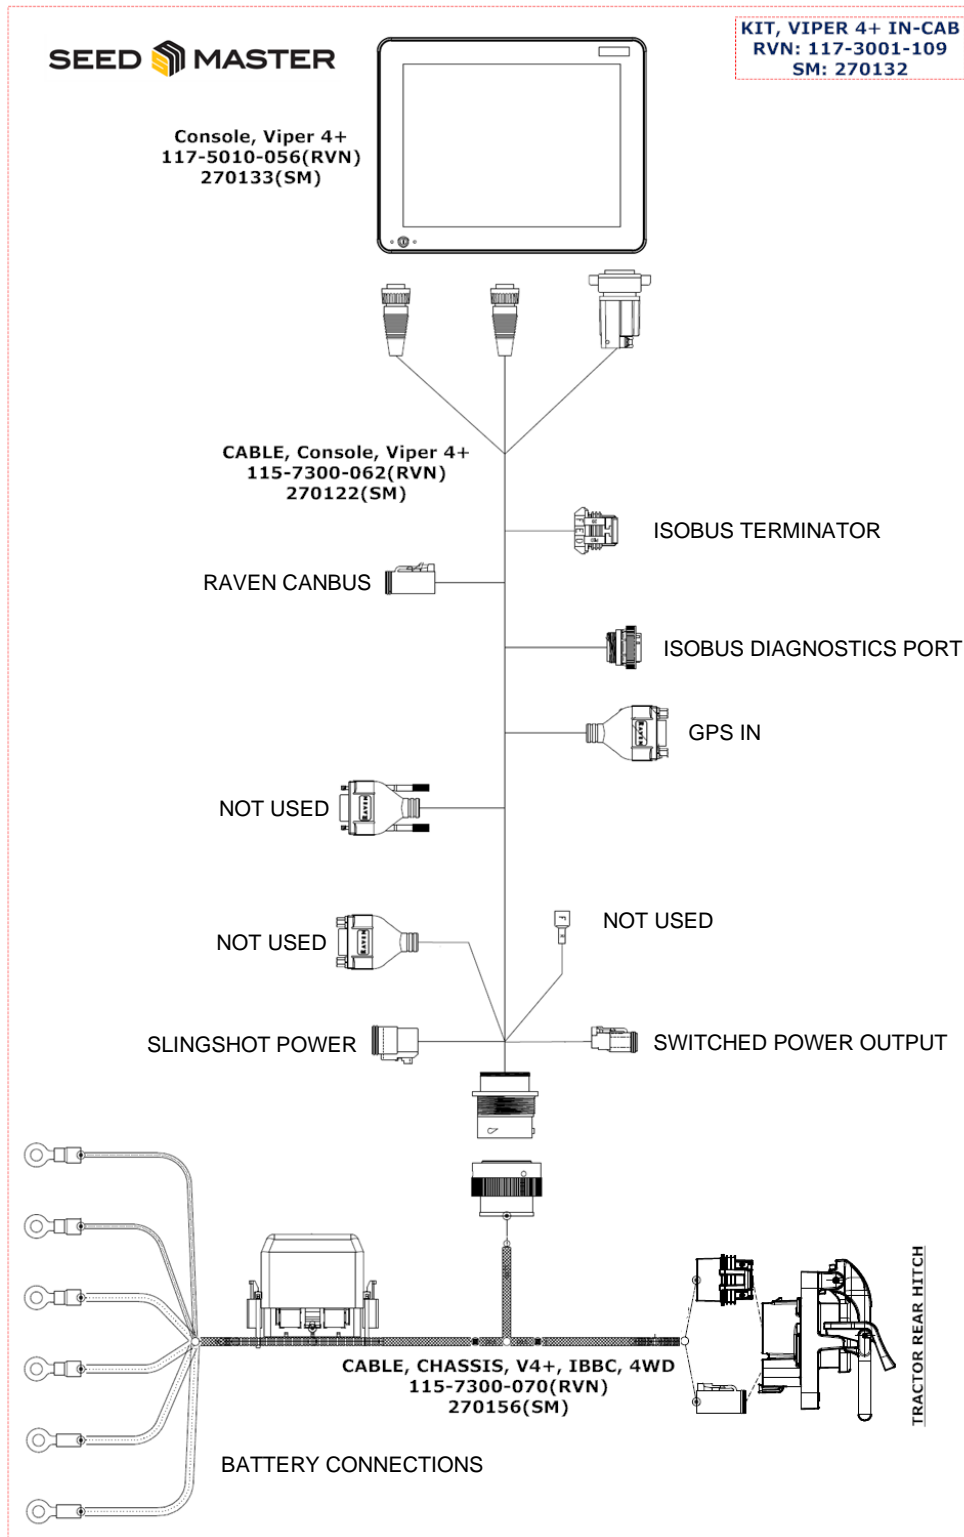 SEED MASTER
KIT, VIPER 4+ IN-CAB
RVN: 117-3001-109
SM: 270132
Console, Viper 4+
117-5010-056(RVN)
270133(SM)
CABLE, Console, Viper 4+
115-7300-062(RVN)
270122(SM)
ISOBUS TERMINATOR
RAVEN CANBUS
ISOBUS DIAGNOSTICS PORT
RAVEN
GPS IN
NOT USED
RAVEN
NOT USED
NOT USED
RAVEN
SLINGSHOT POWER
SWITCHED POWER OUTPUT
CABLE, CHASSIS, V4+, IBBC, 4WD
115-7300-070(RVN)
270156(SM)
TRACTOR REAR HITCH
BATTERY CONNECTIONS